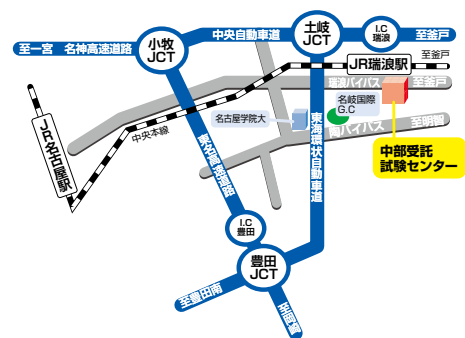 至一宮 名神高速道路
小牧
JCT
中央自動車道
土岐
JCT
I.C
瑞浪
至釜戸
JR瑞浪駅
至釜戸
瑞浪バイパス
至釜戸
名岐国際
G.C
名古屋学院大
JR名古屋駅
中央本線
東名高速道路
東海環状自動車道
陶バイパス
至明智
中部受託
試験センター
I.C
豊田
豊田
JCT
至豊田南
至岡崎